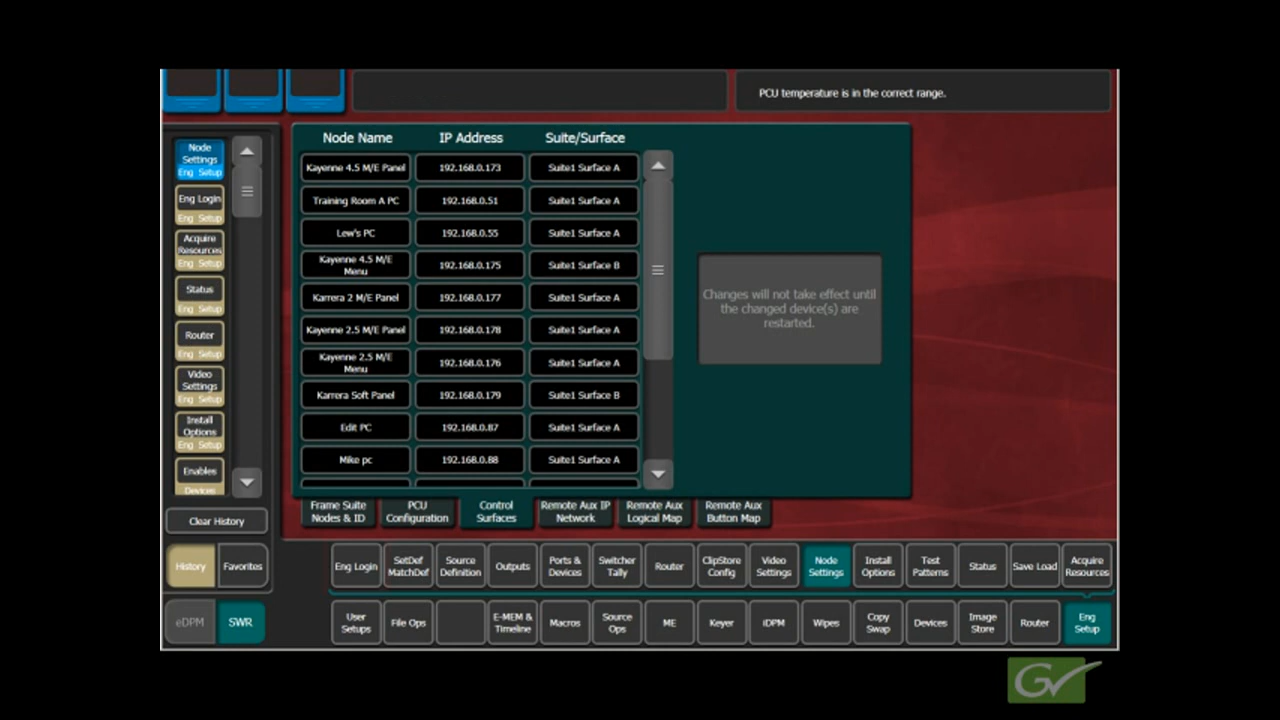 PCU temperature is in the correct range.
Node Settings
Eng Setup
Eng Login
Eng Setup
Acquire Resources
Eng Setup
Status
Eng Setup
Router
Eng Setup
Video Settings
Eng Setup
Install Options
Eng Setup
Enables
Devices
Clear History
History Favorites
eDPM SWR
Node Name IP Address Suite/Surface
Kayenne 4.5 M/E Panel 192.168.0.173 Suite1 Surface A
Training Room A PC 192.168.0.51 Suite1 Surface A
Lew's PC 192.168.0.55 Suite1 Surface A
Kayenne 4.5 M/E Menu 192.168.0.175 Suite1 Surface B
Karrera 2 M/E Panel 192.168.0.177 Suite1 Surface A
Kayenne 2.5 M/E Panel 192.168.0.178 Suite1 Surface A
Kayenne 2.5 M/E Menu 192.168.0.176 Suite1 Surface A
Karrera Soft Panel 192.168.0.179 Suite1 Surface B
Edit PC 192.168.0.87 Suite1 Surface A
Mike pc 192.168.0.88 Suite1 Surface A
Changes will not take effect until
the changed device(s) are
restarted.
Frame Suite Nodes & ID
PCU Configuration
Control Surfaces
Remote Aux IP Network
Remote Aux Logical Map
Remote Aux Button Map
Eng Login
SetDef MatchDef
Source Definition
Outputs
Ports & Devices
Switcher Tally
Router
ClipStore Config
Video Settings
Node Settings
Install Options
Test Patterns
Status
Save Load
Acquire Resources
User Setups
File Ops
E-MEM & Timeline
Macros
Source Ops
ME
Keyer
iDPM
Wipes
Copy Swap
Devices
Image Store
Router
Eng Setup
GV